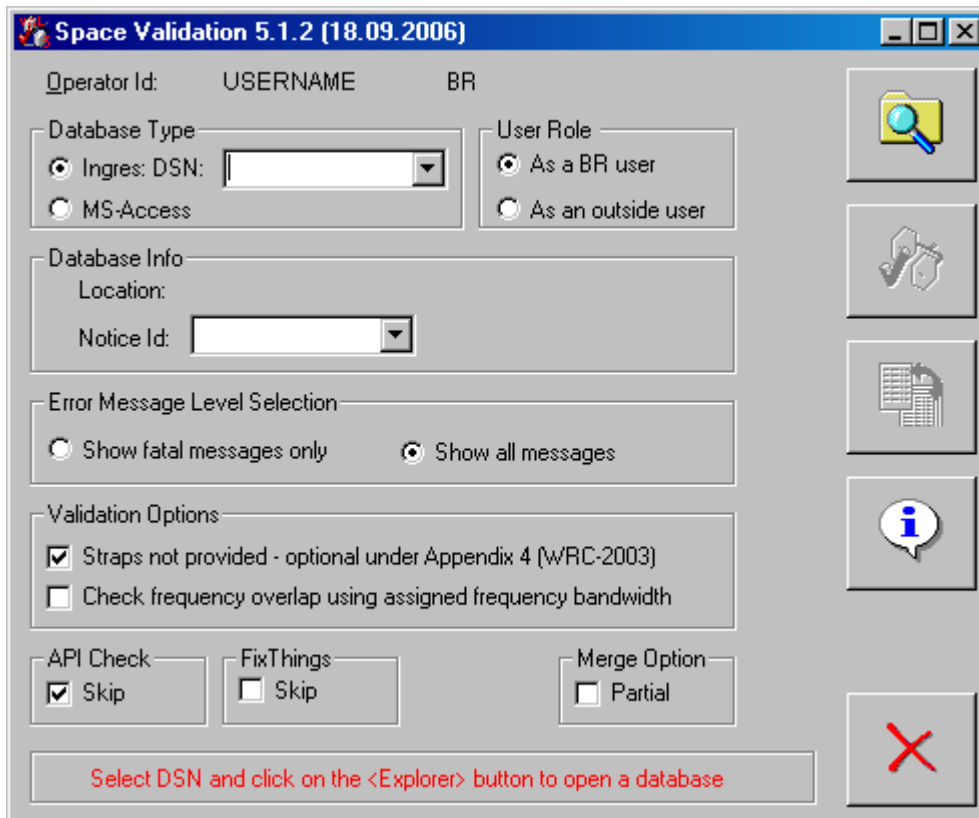 Space Validation 5.1.2 (18.09.2006)
Operator Id: USERNAME BR
Database Type
Ingres: DSN:
MS-Access
User Role
As a BR user
As an outside user
Database Info
Location:
Notice Id:
Error Message Level Selection
Show fatal messages only
Show all messages
Validation Options
Straps not provided - optional under Appendix 4 (WRC-2003)
Check frequency overlap using assigned frequency bandwidth
API Check
Skip
FixThings
Skip
Merge Option
Partial
Select DSN and click on the <Explorer> button to open a database